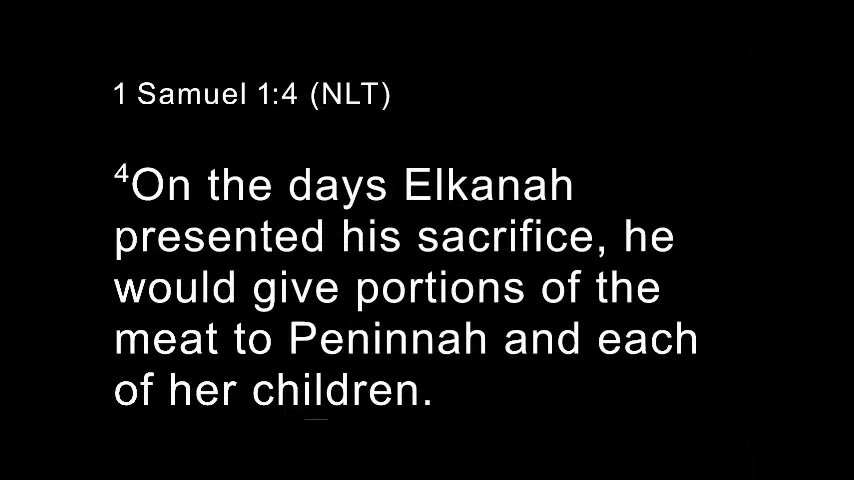 1 Samuel 1:4 (NLT)
⁴On the days Elkanah
presented his sacrifice, he
would give portions of the
meat to Peninnah and each
of her children.